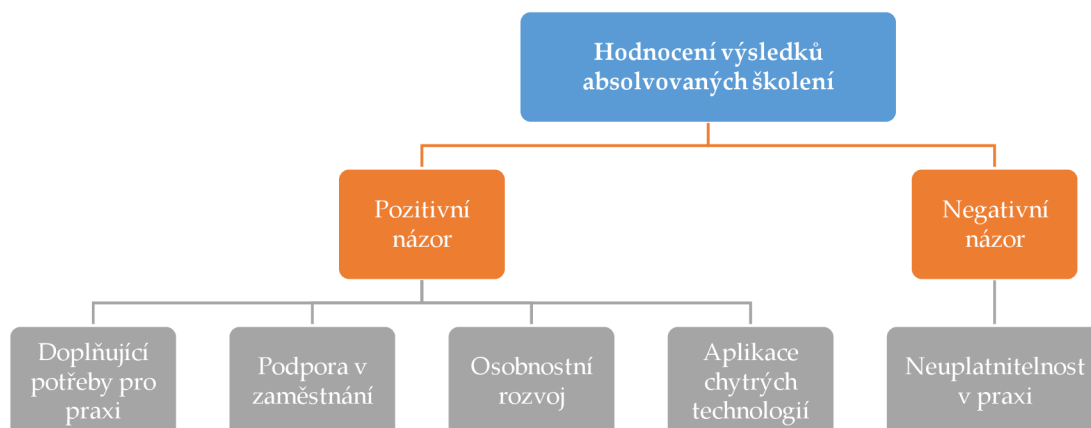 Hodnocení výsledků
absolvovaných školení
Pozitivní
názor
Negativní
názor
Doplňující
potřeby pro
praxi
Podpora v
zaměstnání
Osobnostní
rozvoj
Aplikace
chytrých
technologií
Neuplatnitelnost
v praxi